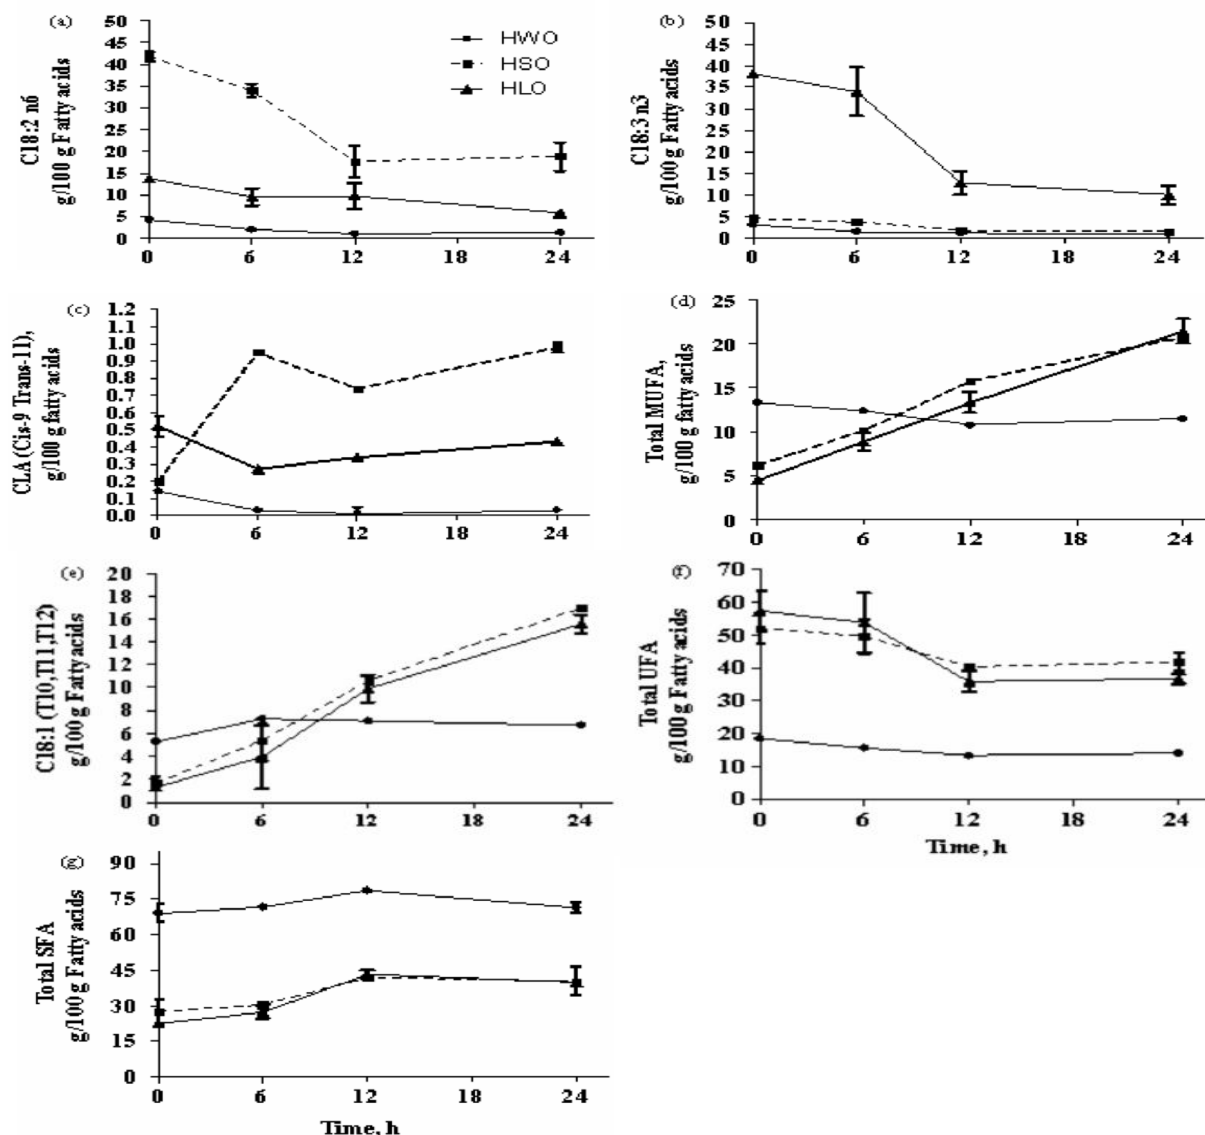 (a)
50
45
40
35
30
25
20
15
10
5
0
C18:2 n6
g/100 g Fatty acids
HWO
HSO
HLO
0 6 12 18 24
(b)
50
45
40
35
30
25
20
15
10
5
0
C18:3 n3
g/100 g Fatty acids
0 6 12 18 24
(c)
1.2
1.1
1.0
0.9
0.8
0.7
0.6
0.5
0.4
0.3
0.2
0.1
0.0
CLA (Cis-9 Trans-11),
g/100 g fatty acids
0 6 12 18 24
(d)
25
20
15
10
5
0
Total MUFA,
g/100 g fatty acids
0 6 12 18 24
(e)
20
18
16
14
12
10
8
6
4
2
0
C18:1 (T10,T11,T12)
g/100 g Fatty acids
0 6 12 18 24
(f)
70
60
50
40
30
20
10
0
Total UFA
g/100 g Fatty acids
0 6 12 18 24
Time, h
90
75
60
45
30
15
0
Total SFA
g/100 g Fatty acids
0 6 12 18 24
Time, h